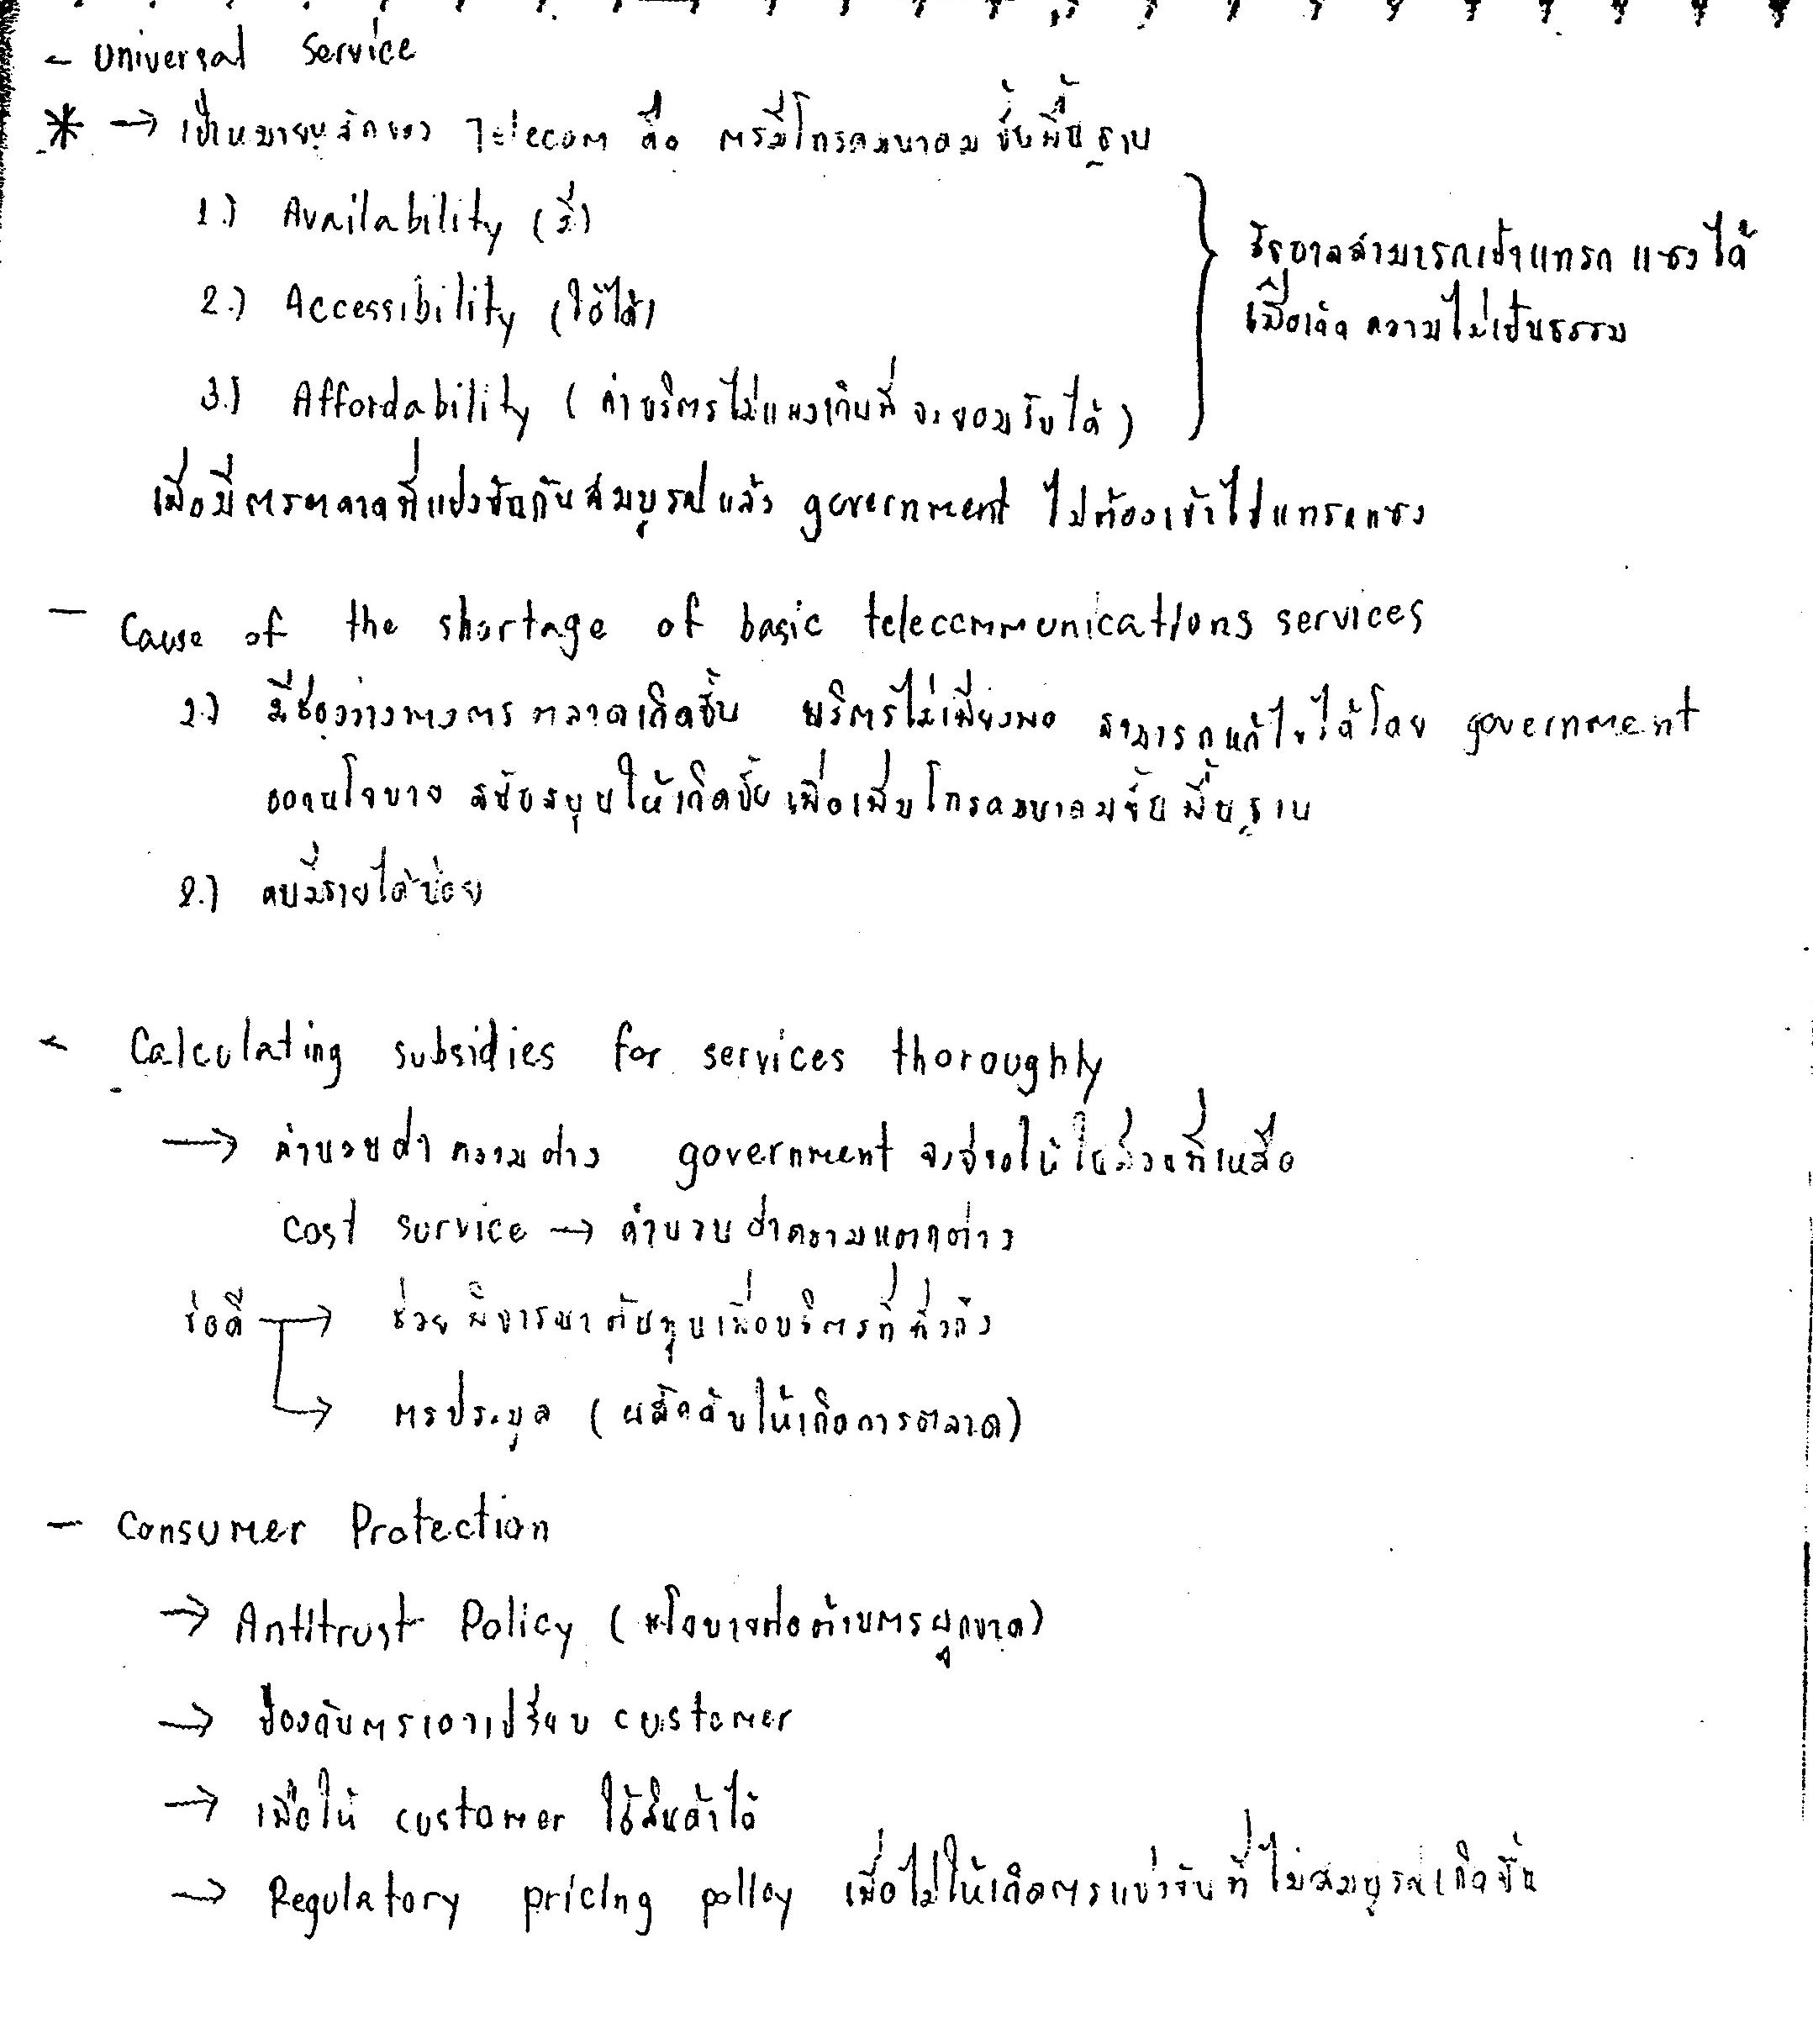 - Universal Service
* → เป้าหมายหลักของ Telecom คือ การมีโทรคมนาคมขั้นพื้นฐาน
1.) Availability (มี)
2.) Accessibility (ใช้ได้)
3.) Affordability (ค่าบริการไม่แพงเกินที่จะยอมรับได้)
รัฐบาลสามารถเข้าแทรกแซงได้
เมื่อเกิดความไม่เป็นธรรม
เมื่อมีการตลาดที่แข่งขันกันสมบูรณ์แล้ว government ไม่ต้องเข้าไปแทรกแซง
- Cause of the shortage of basic telecommunications services
1.) มีช่องว่างทางการตลาดเกิดขึ้น บริการไม่เพียงพอ สามารถแก้ไขได้โดย government
ออกนโยบาย สนับสนุนให้เกิดขึ้นเพื่อเพิ่มโทรคมนาคมขั้นพื้นฐาน
2.) คนมีรายได้น้อย
- Calculating subsidies for services thoroughly
→ คำนวนค่าความต่าง government จะจ่ายให้ในส่วนที่เหลือ
cost service → คำนวนค่าความแตกต่าง
ข้อดี → ช่วยพิจารณาต้นทุนเพื่อบริการที่ทั่วถึง
→ การประมูล (ผลักดันให้เกิดการตลาด)
- Consumer Protection
→ Antitrust Policy (นโยบายต่อต้านการผูกขาด)
→ ป้องกันการเอาเปรียบ customer
→ เพื่อให้ customer ใช้สินค้าได้
→ Regulatory pricing policy เพื่อไม่ให้เกิดการแข่งขันที่ไม่สมบูรณ์เกิดขึ้น